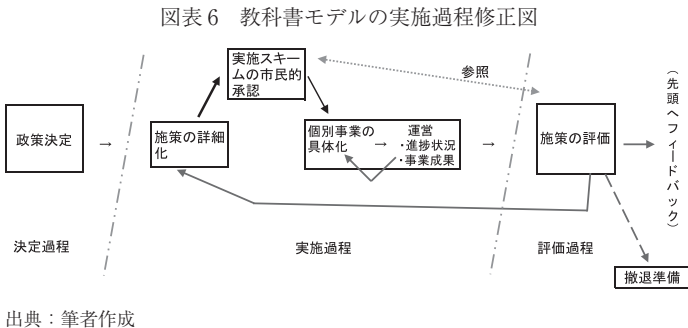 図表6　教科書モデルの実施過程修正図
実施スキー
ムの市民的
承認
参照
政策決定
→
施策の詳細
化
個別事業の
具体化
→
運営
・進捗状況
・事業成果
→
施策の評価
(先頭へフィードバック)
決定過程
実施過程
評価過程
撤退準備
出典：筆者作成